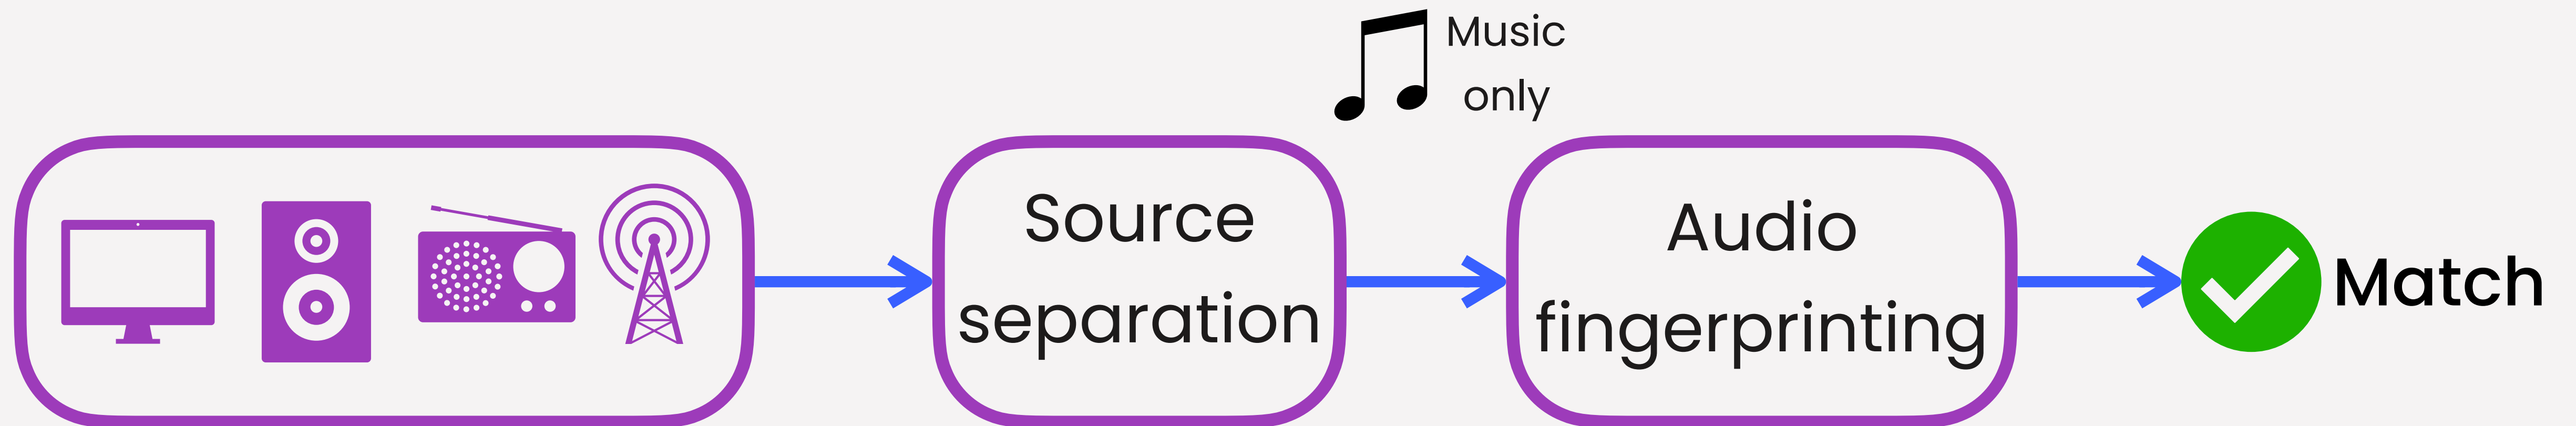 Music
only
Source
separation
Audio
fingerprinting
Match